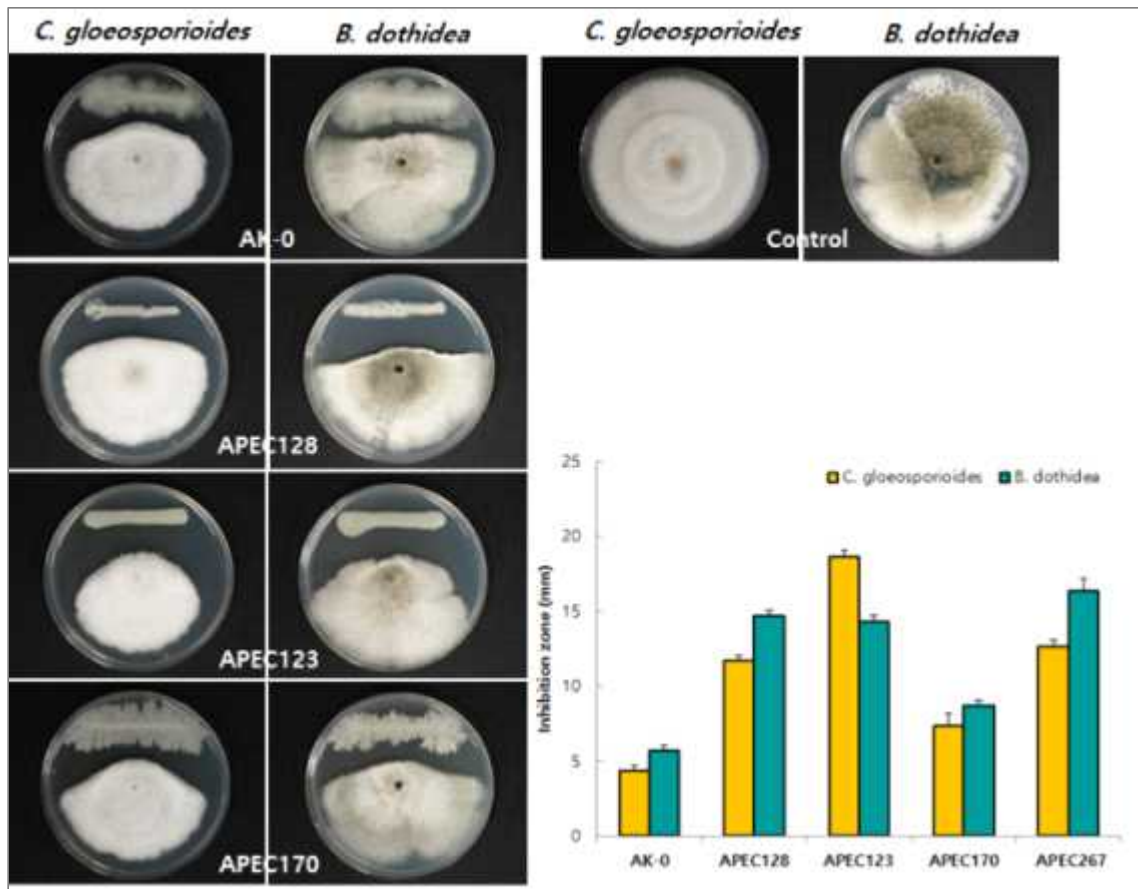 C. gloeosporioides B. dothidea C. gloeosporioides B. dothidea
AK-0 Control
APEC128
APEC123
APEC170
25
20
15
10
5
0
Inhibition zone (mm)
C. gloeosporioides B. dothidea
AK-0 APEC128 APEC123 APEC170 APEC267